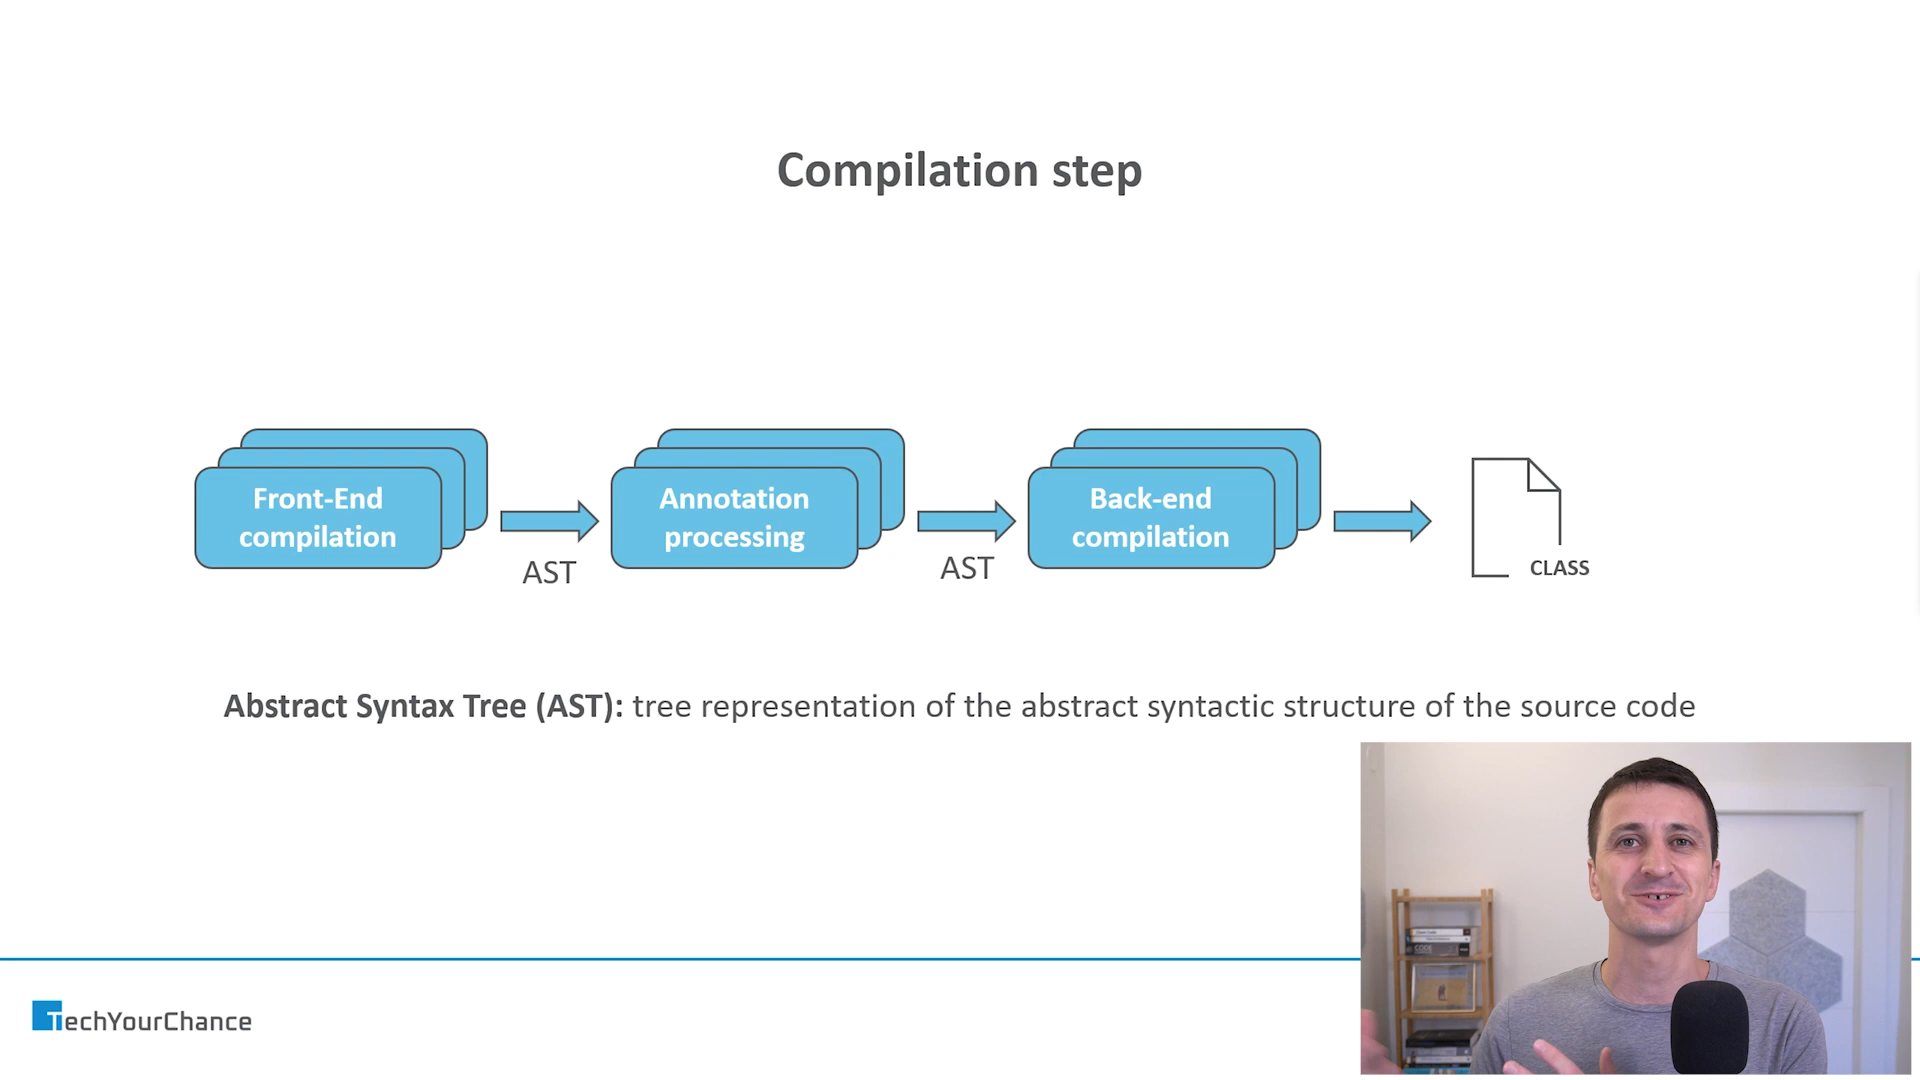 Compilation step
Front-End
compilation
AST
Annotation
processing
AST
Back-end
compilation
CLASS
Abstract Syntax Tree (AST): tree representation of the abstract syntactic structure of the source code
TechYourChance